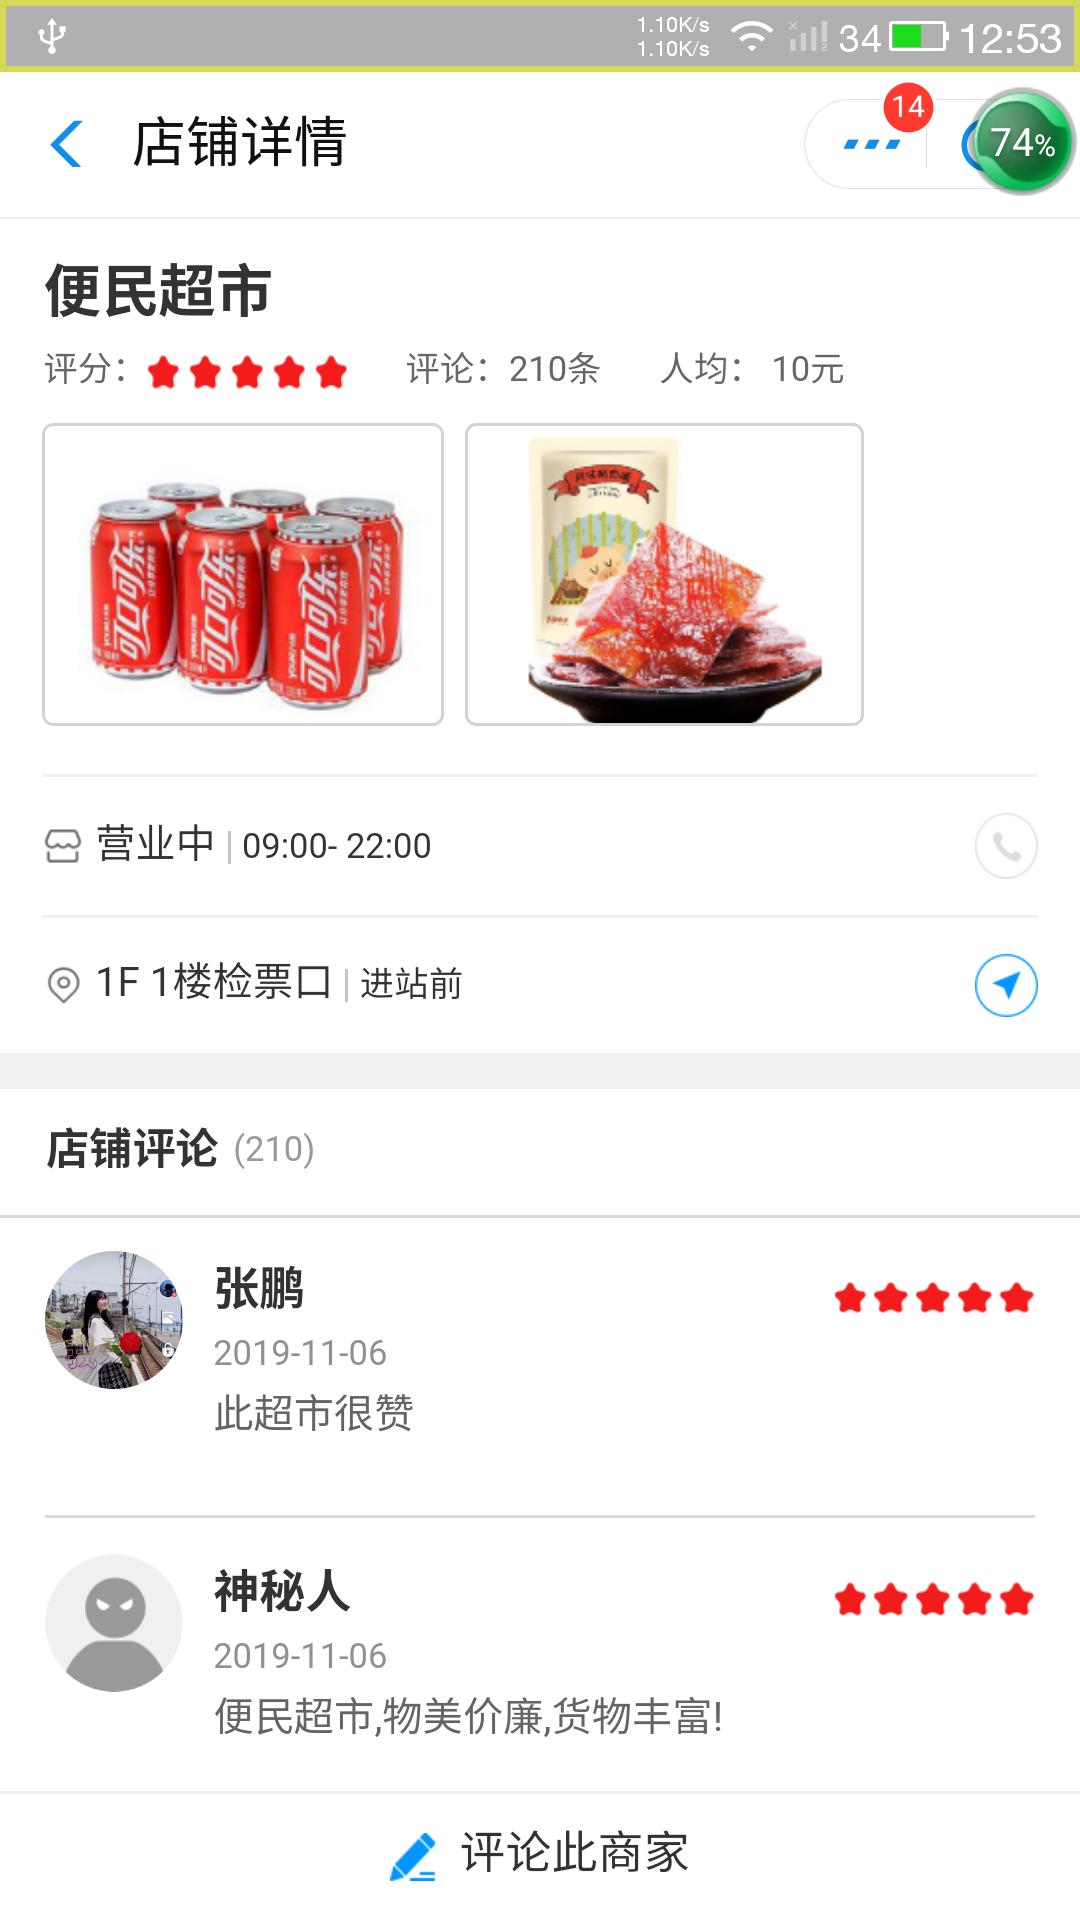 1.10K/s
1.10K/s
34
12:53
店铺详情
14
74%
便民超市
评分：
评论：210条
人均： 10元
可口可乐
可口可乐
可口可乐
营业中 | 09:00- 22:00
1F 1楼检票口 | 进站前
店铺评论 (210)
张鹏
2019-11-06
此超市很赞
神秘人
2019-11-06
便民超市,物美价廉,货物丰富!
评论此商家